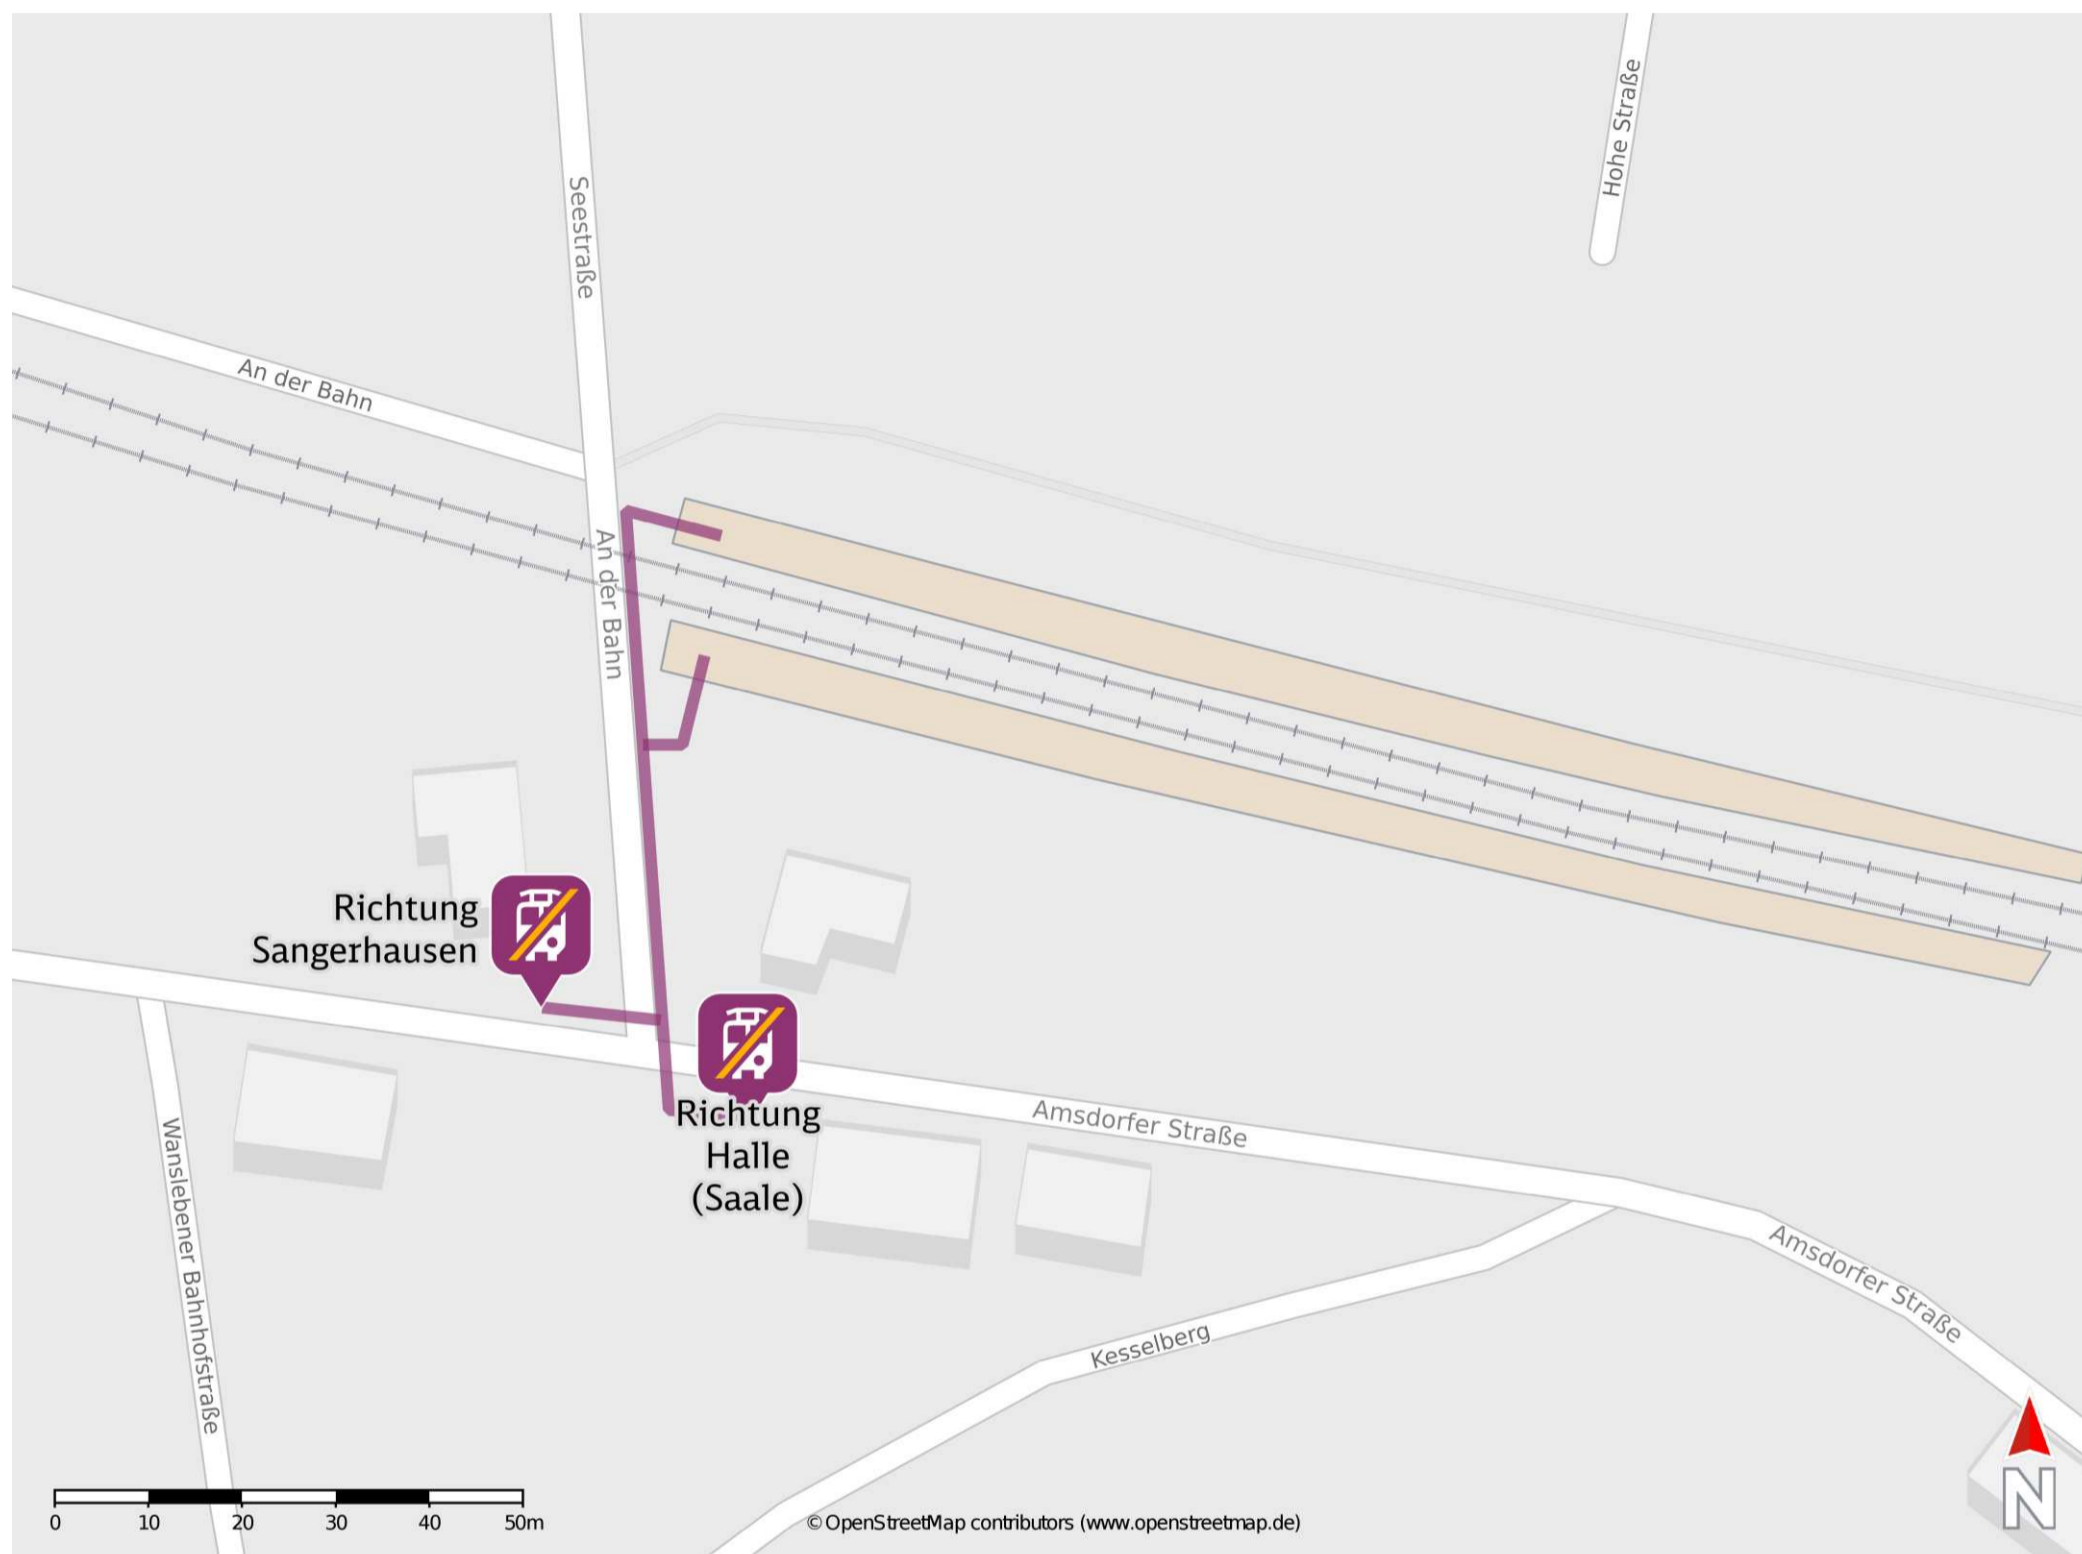 Hohe Straße
Seestraße
An der Bahn
An der Bahn
Richtung
Sangerhausen
Richtung
Halle
(Saale)
Amsdorfer Straße
Wanslebener Bahnhofstraße
Amsdorfer Straße
Kesselberg
0 10 20 30 40 50m
© OpenStreetMap contributors (www.openstreetmap.de)
N